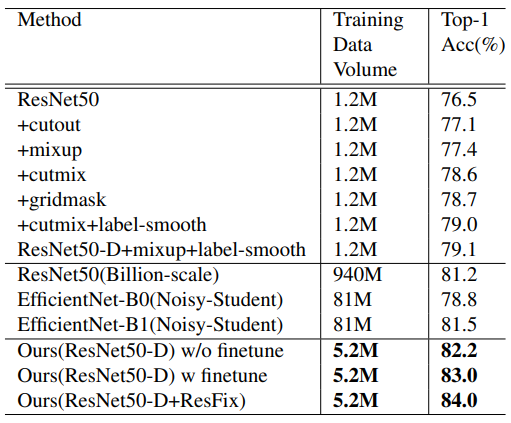 Method Training Top-1
Data Acc(%)
Volume
ResNet50 1.2M 76.5
+cutout 1.2M 77.1
+mixup 1.2M 77.4
+cutmix 1.2M 78.6
+gridmask 1.2M 78.7
+cutmix+label-smooth 1.2M 79.0
ResNet50-D+mixup+label-smooth 1.2M 79.1
ResNet50(Billion-scale) 940M 81.2
EfficientNet-B0(Noisy-Student) 81M 78.8
EfficientNet-B1(Noisy-Student) 81M 81.5
Ours(ResNet50-D) w/o finetune 5.2M 82.2
Ours(ResNet50-D) w finetune 5.2M 83.0
Ours(ResNet50-D+ResFix) 5.2M 84.0